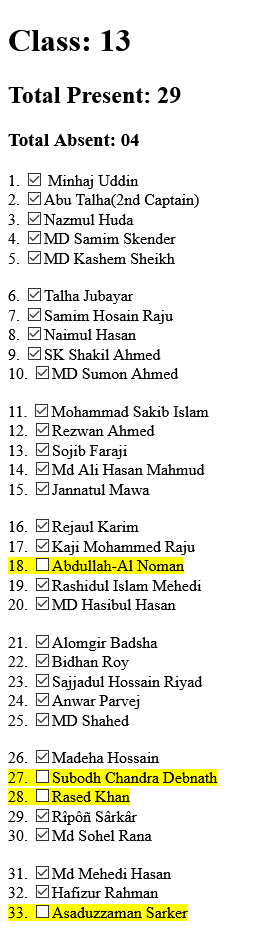 Class: 13
Total Present: 29
Total Absent: 04
1. Minhaj Uddin
2. Abu Talha(2nd Captain)
3. Nazmul Huda
4. MD Samim Skender
5. MD Kashem Sheikh
6. Talha Jubayar
7. Samim Hosain Raju
8. Naimul Hasan
9. SK Shakil Ahmed
10. MD Sumon Ahmed
11. Mohammad Sakib Islam
12. Rezwan Ahmed
13. Sojib Faraji
14. Md Ali Hasan Mahmud
15. Jannatul Mawa
16. Rejaul Karim
17. Kaji Mohammed Raju
18. Abdullah-Al Noman
19. Rashidul Islam Mehedi
20. MD Hasibul Hasan
21. Alomgir Badsha
22. Bidhan Roy
23. Sajjadul Hossain Riyad
24. Anwar Parvej
25. MD Shahed
26. Madeha Hossain
27. Subodh Chandra Debnath
28. Rased Khan
29. Rîpôñ Sârkâr
30. Md Sohel Rana
31. Md Mehedi Hasan
32. Hafizur Rahman
33. Asaduzzaman Sarker